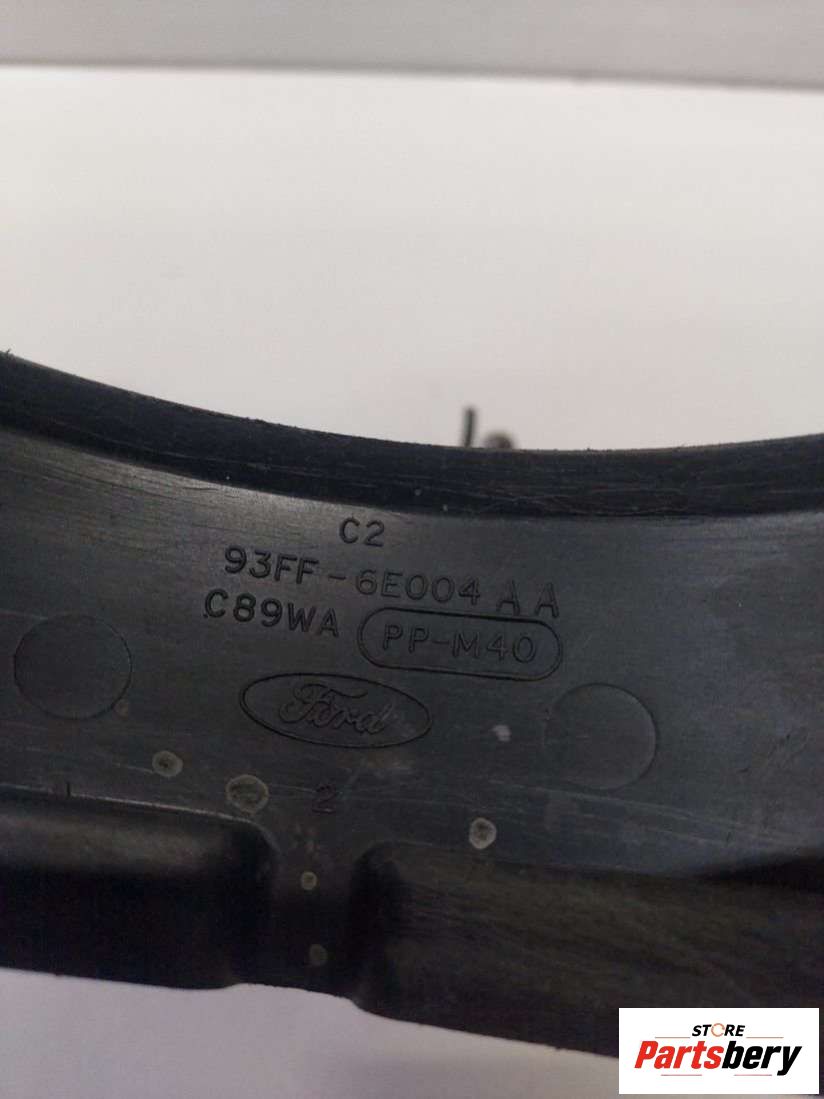 C2
93FF-6E004 AA
C89WA PP-M40
Ford
2
STORE
Partsbery